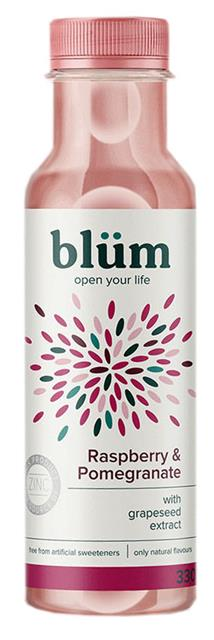 blüm
open your life
Raspberry &
Pomegranate
ZINC
with
grapeseed
extract
free from artificial sweeteners | only natural flavours
330